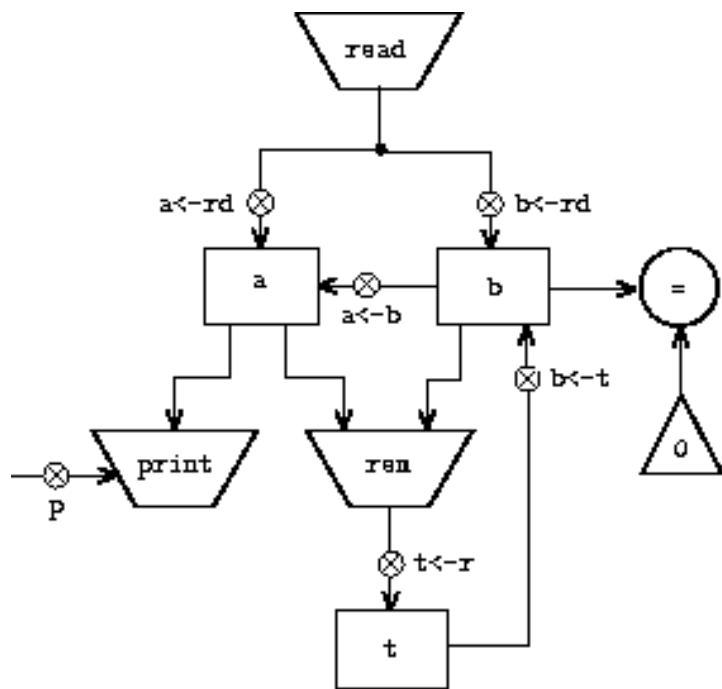 read
a<-rd
b<-rd
a
b
=
a<-b
b<-t
print
rem
0
P
t<-r
t